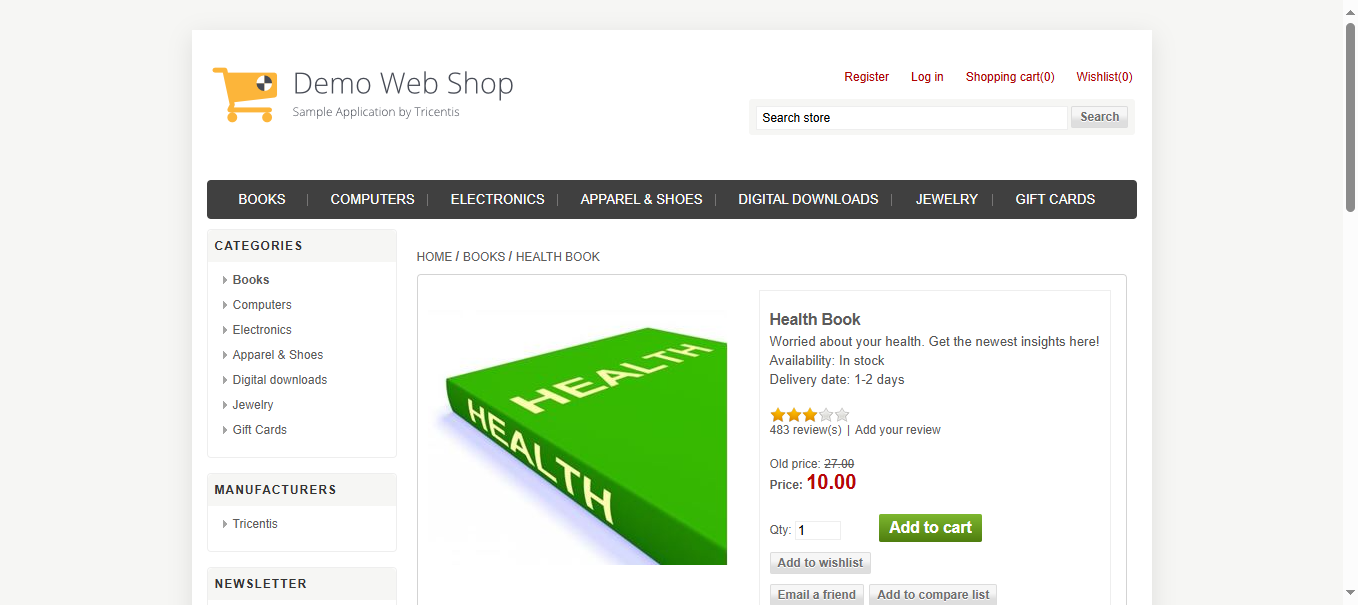 Demo Web Shop
Sample Application by Tricentis
Register Log in Shopping cart(0) Wishlist(0)
Search store Search
BOOKS | COMPUTERS | ELECTRONICS | APPAREL & SHOES | DIGITAL DOWNLOADS | JEWELRY | GIFT CARDS
CATEGORIES
Books
Computers
Electronics
Apparel & Shoes
Digital downloads
Jewelry
Gift Cards
MANUFACTURERS
Tricentis
NEWSLETTER
HOME / BOOKS / HEALTH BOOK
HEALTH
HEALTH
Health Book
Worried about your health. Get the newest insights here!
Availability: In stock
Delivery date: 1-2 days
483 review(s) | Add your review
Old price: 27.00
Price: 10.00
Qty: 1 Add to cart
Add to wishlist
Email a friend Add to compare list